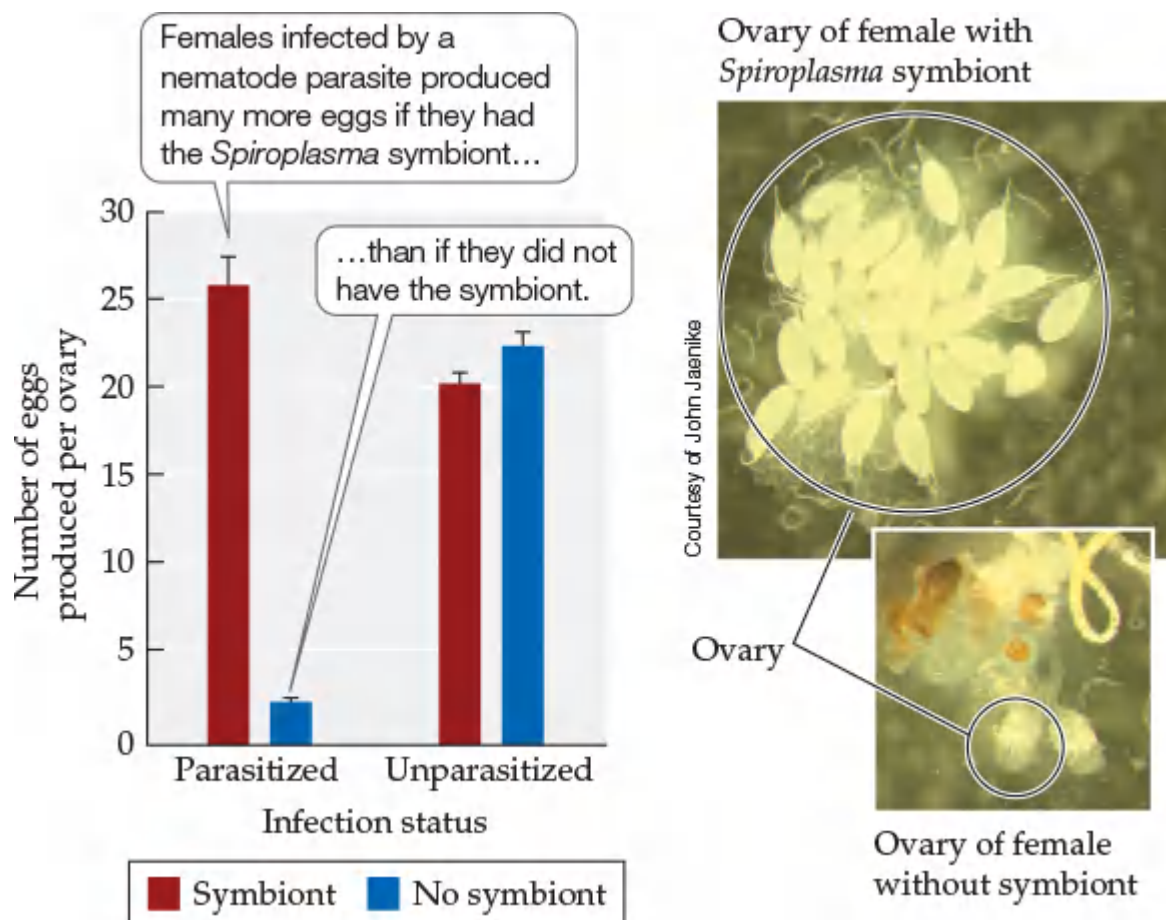 Females infected by a
nematode parasite produced
many more eggs if they had
the Spiroplasma symbiont…
…than if they did not
have the symbiont.
Number of eggs
produced per ovary
30
25
20
15
10
5
0
Parasitized
Unparasitized
Infection status
Symbiont
No symbiont
Ovary of female with
Spiroplasma symbiont
Courtesy of John Jaenike
Ovary
Ovary of female
without symbiont